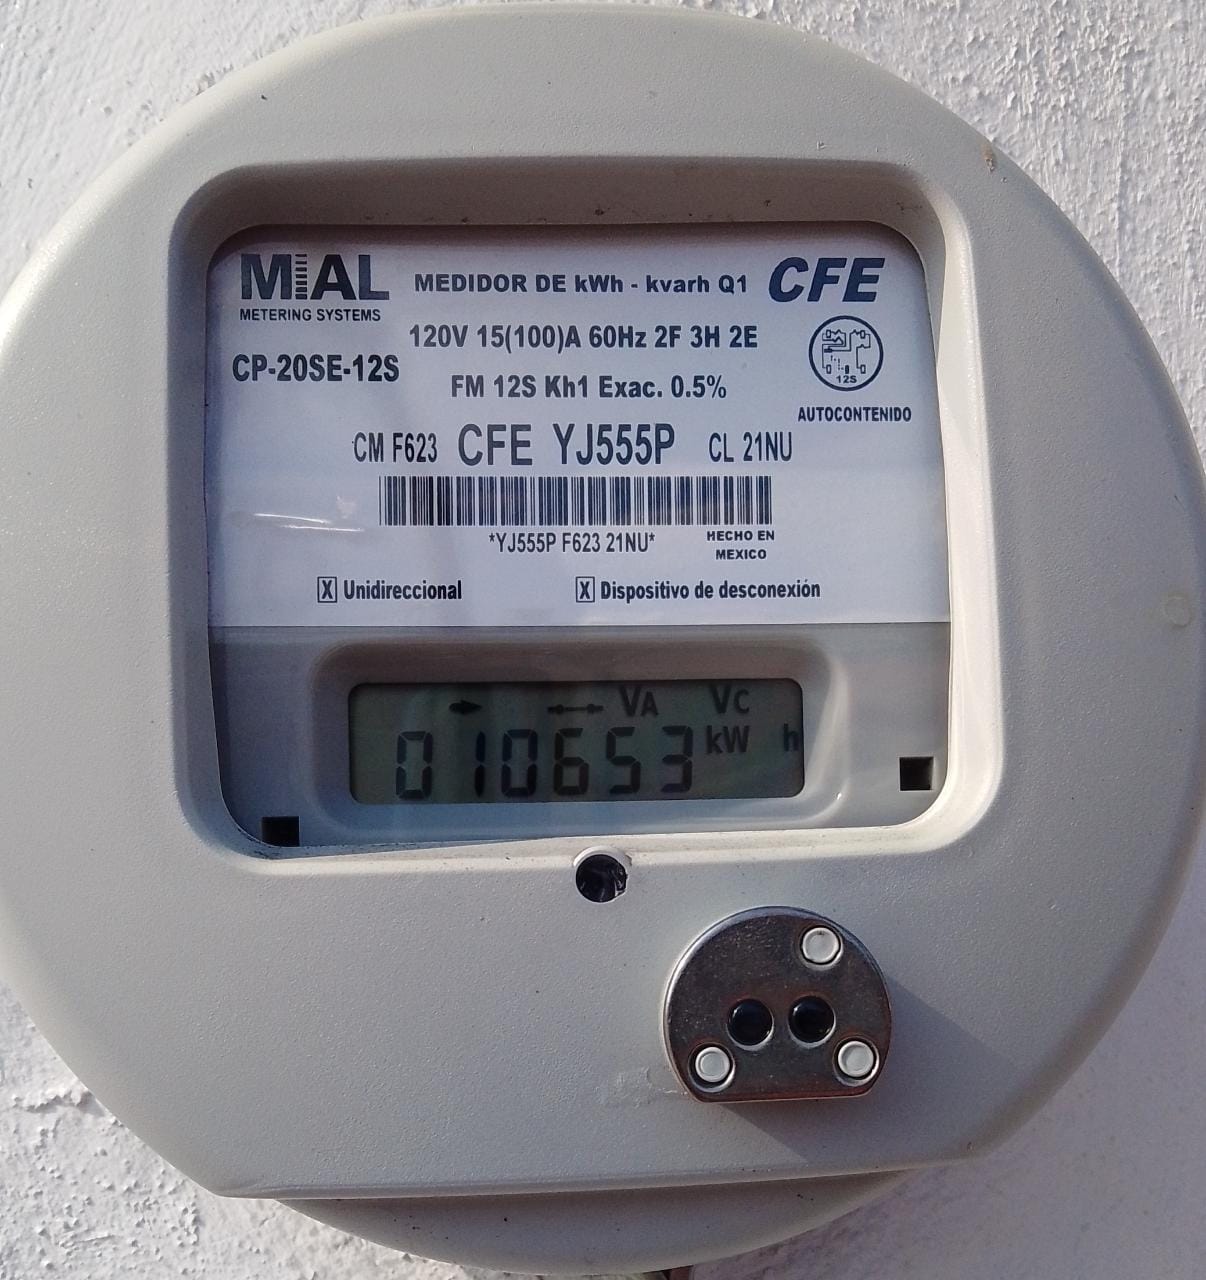 MIAL
METERING SYSTEMS
MEDIDOR DE kWh - kvarh Q1
CFE
120V 15(100)A 60Hz 2F 3H 2E
CP-20SE-12S
FM 12S Kh1 Exac. 0.5%
12S
AUTOCONTENIDO
CM F623 CFE YJ555P CL 21NU
*YJ555P F623 21NU*
HECHO EN
MEXICO
X Unidireccional
X Dispositivo de desconexión
VA VC
010653 kW h